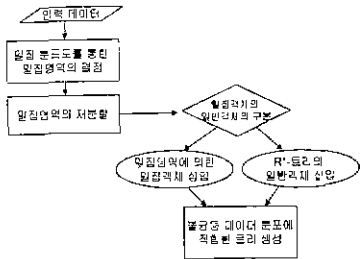 입력 데이터
밀집 분포도를 통한
밀집영역의 결정
밀집영역의 재분할
밀집객체와
일반객체의 구분
밀집영역에 의한
밀집객체 삽입
R*-트리의
일반객체 삽입
불균등 데이터 분포에
적합한 트리 생성